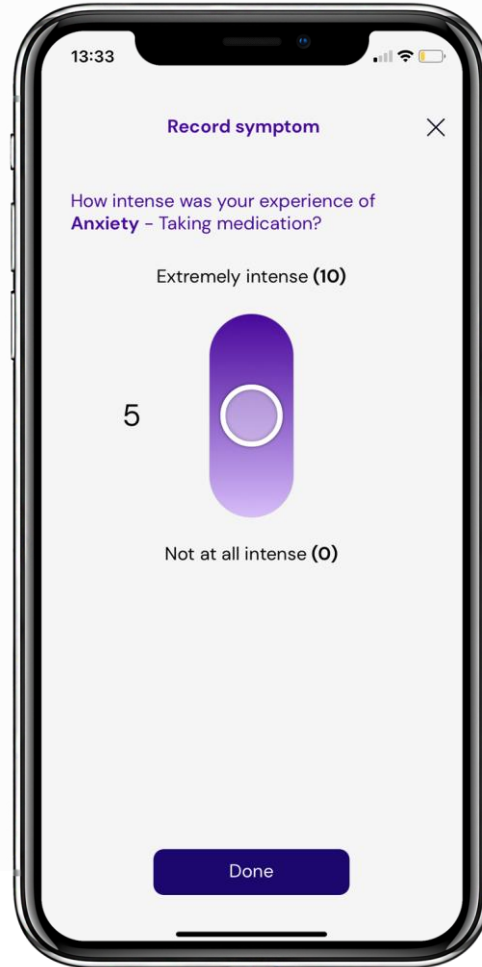 13:33
Record symptom
How intense was your experience of
Anxiety - Taking medication?
Extremely intense (10)
5
Not at all intense (0)
Done